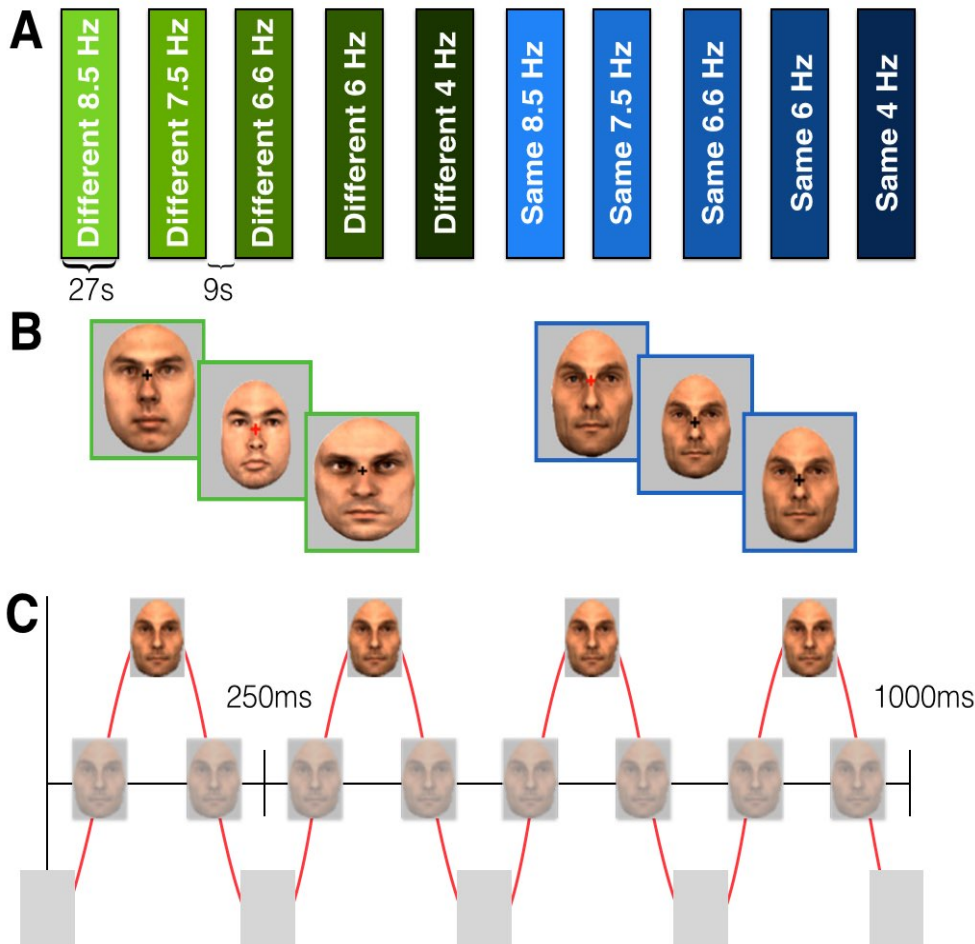 A
Different 8.5 Hz
Different 7.5 Hz
Different 6.6 Hz
Different 6 Hz
Different 4 Hz
Same 8.5 Hz
Same 7.5 Hz
Same 6.6 Hz
Same 6 Hz
Same 4 Hz
27s
9s
B
C
250ms
1000ms